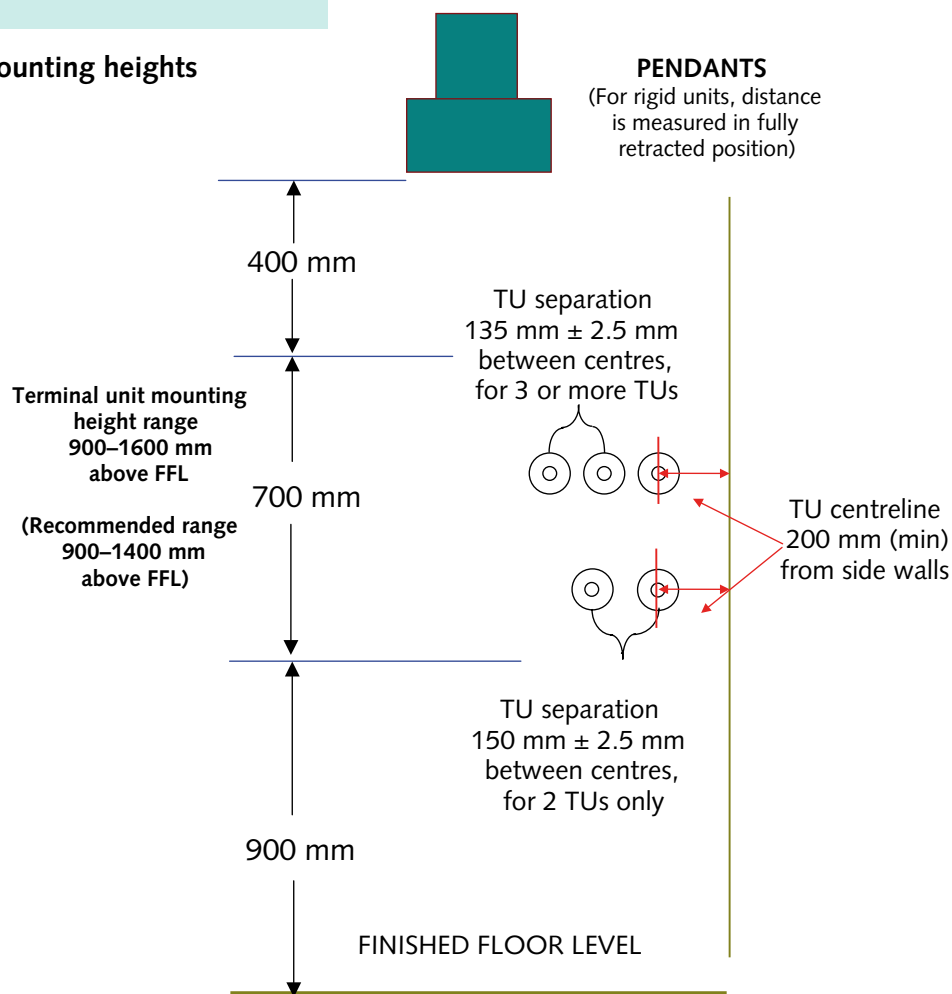 ounting heights
PENDANTS
(For rigid units, distance
is measured in fully
retracted position)
400 mm
TU separation
135 mm ± 2.5 mm
between centres,
for 3 or more TUs
Terminal unit mounting
height range
900–1600 mm
above FFL
(Recommended range
900–1400 mm
above FFL)
700 mm
TU centreline
200 mm (min)
from side walls
TU separation
150 mm ± 2.5 mm
between centres,
for 2 TUs only
900 mm
FINISHED FLOOR LEVEL